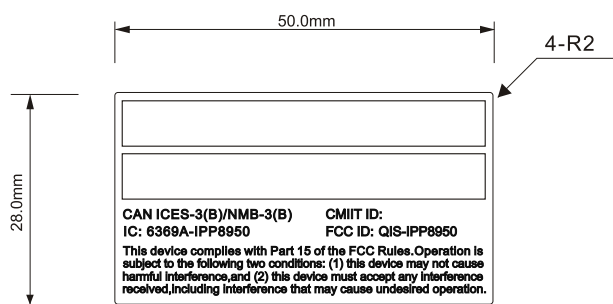 50.0mm
4-R2
28.0mm
CAN ICES-3(B)/NMB-3(B) CMIIT ID:
IC: 6369A-IPP8950 FCC ID: QIS-IPP8950
This device complies with Part 15 of the FCC Rules.Operation is
subject to the following two conditions: (1) this device may not cause
harmful interference,and (2) this device must accept any interference
received,including interference that may cause undesired operation.